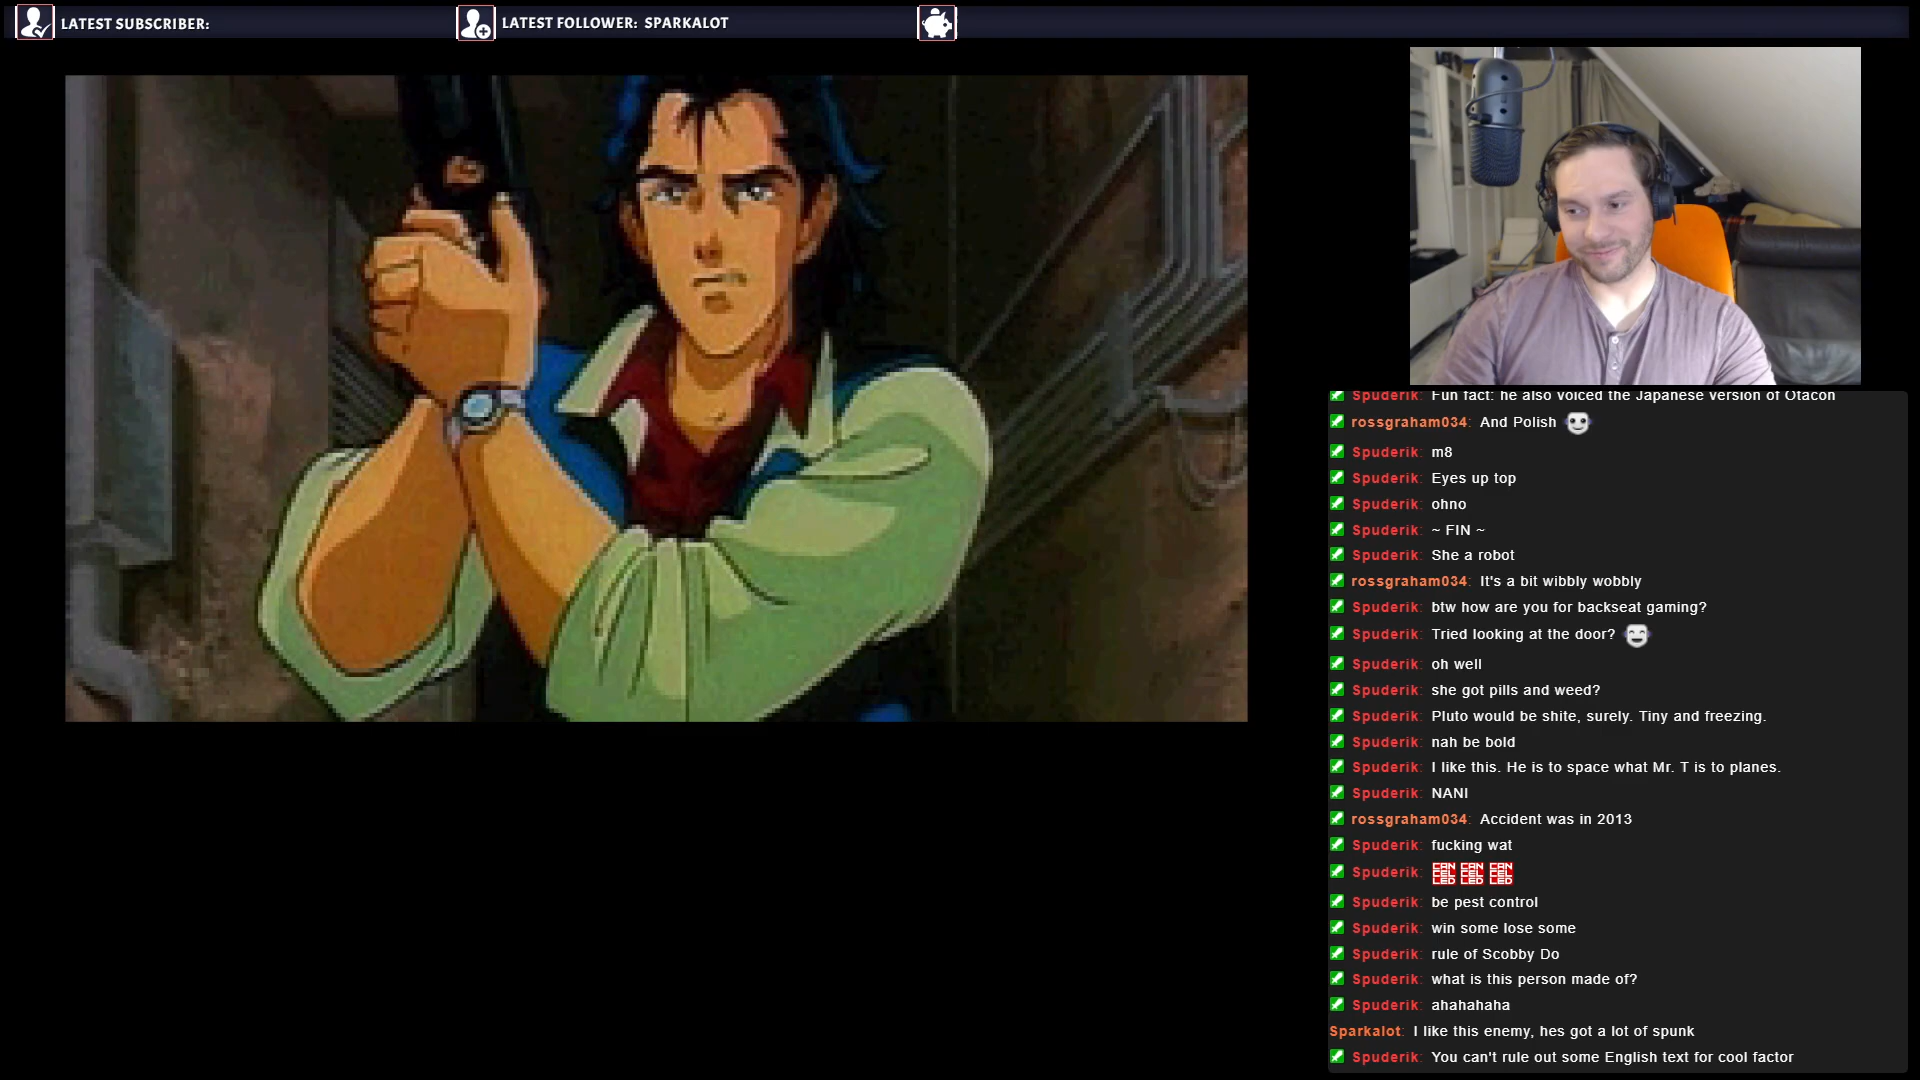 LATEST SUBSCRIBER:
LATEST FOLLOWER: SPARKALOT
Spuderik: Fun fact: he also voiced the Japanese version of Otacon
rossgraham034: And Polish
Spuderik: m8
Spuderik: Eyes up top
Spuderik: ohno
Spuderik: ~ FIN ~
Spuderik: She a robot
rossgraham034: It's a bit wibbly wobbly
Spuderik: btw how are you for backseat gaming?
Spuderik: Tried looking at the door?
Spuderik: oh well
Spuderik: she got pills and weed?
Spuderik: Pluto would be shite, surely. Tiny and freezing.
Spuderik: nah be bold
Spuderik: I like this. He is to space what Mr. T is to planes.
Spuderik: NANI
rossgraham034: Accident was in 2013
Spuderik: fucking wat
Spuderik: CANCELLED CANCELLED CANCELLED
Spuderik: be pest control
Spuderik: win some lose some
Spuderik: rule of Scobby Do
Spuderik: what is this person made of?
Spuderik: ahahahaha
Sparkalot: I like this enemy, hes got a lot of spunk
Spuderik: You can't rule out some English text for cool factor